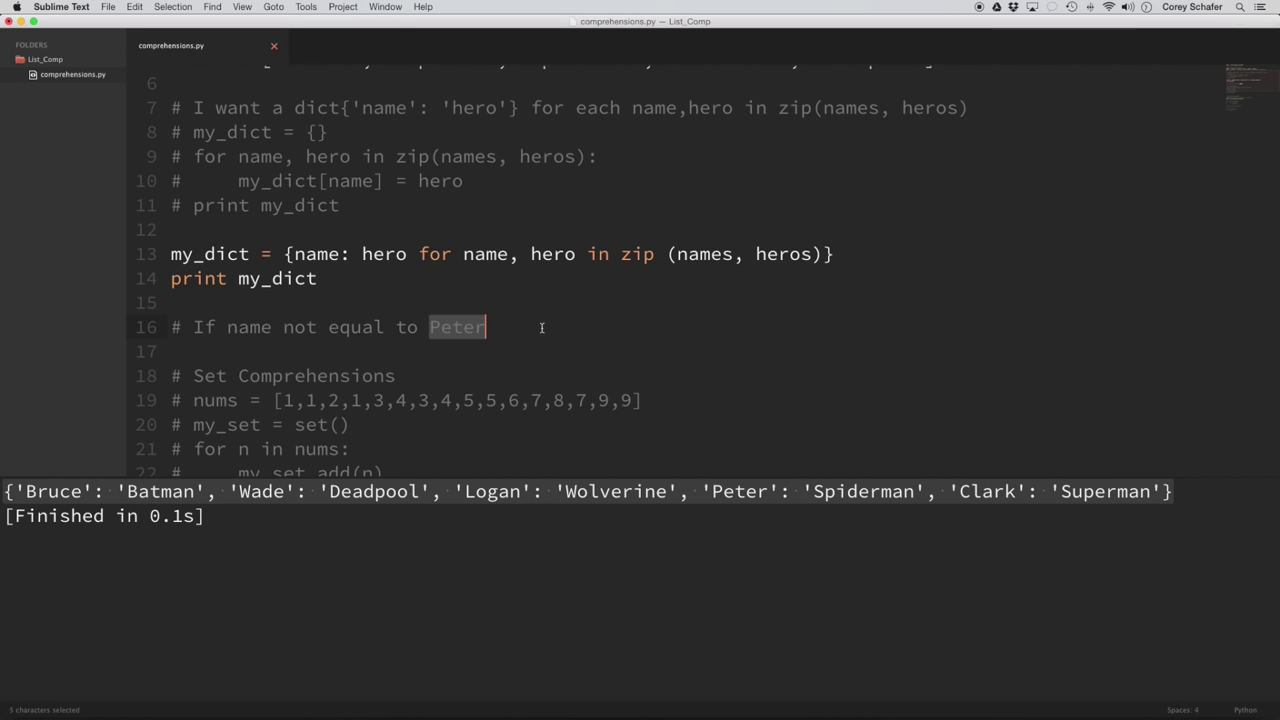 Sublime Text File Edit Selection Find View Goto Tools Project Window Help Corey Schafer
comprehensions.py — List_Comp
FOLDERS
List_Comp
comprehensions.py
comprehensions.py
6
7 # I want a dict{'name': 'hero'} for each name,hero in zip(names, heros)
8 # my_dict = {}
9 # for name, hero in zip(names, heros):
10 #     my_dict[name] = hero
11 # print my_dict
12
13 my_dict = {name: hero for name, hero in zip (names, heros)}
14 print my_dict
15
16 # If name not equal to Peter
17
18 # Set Comprehensions
19 # nums = [1,1,2,1,3,4,3,4,5,5,6,7,8,7,9,9]
20 # my_set = set()
21 # for n in nums:
22 #     my_set.add(n)
{'Bruce': 'Batman', 'Wade': 'Deadpool', 'Logan': 'Wolverine', 'Peter': 'Spiderman', 'Clark': 'Superman'}
[Finished in 0.1s]
5 characters selected Spaces: 4 Python